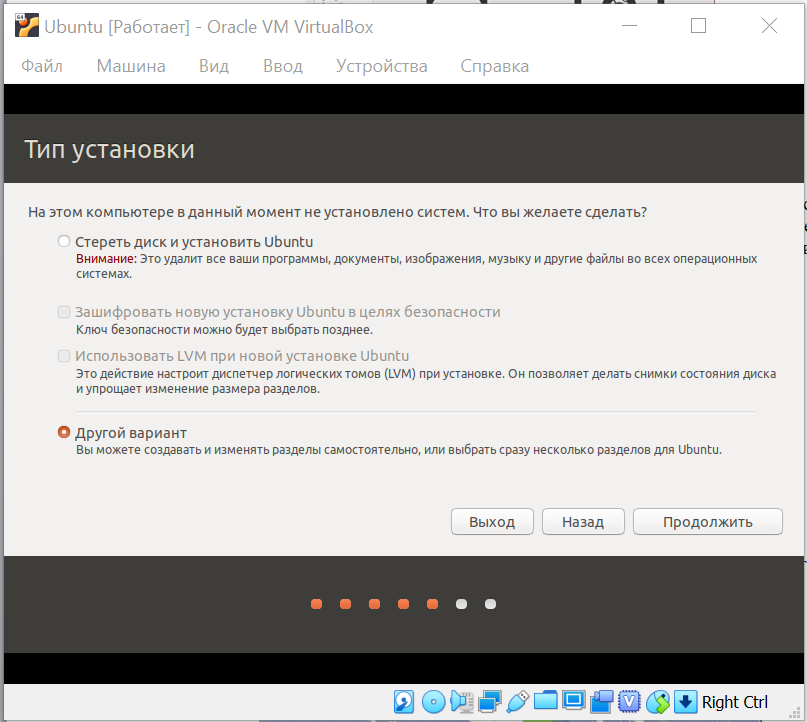 Ubuntu [Работает] - Oracle VM VirtualBox
Файл Машина Вид Ввод Устройства Справка
Тип установки
На этом компьютере в данный момент не установлено систем. Что вы желаете сделать?
Стереть диск и установить Ubuntu
Внимание: Это удалит все ваши программы, документы, изображения, музыку и другие файлы во всех операционных
системах.
Зашифровать новую установку Ubuntu в целях безопасности
Ключ безопасности можно будет выбрать позднее.
Использовать LVM при новой установке Ubuntu
Это действие настроит диспетчер логических томов (LVM) при установке. Он позволяет делать снимки состояния диска
и упрощает изменение размера разделов.
Другой вариант
Вы можете создавать и изменять разделы самостоятельно, или выбрать сразу несколько разделов для Ubuntu.
Выход Назад Продолжить
Right Ctrl